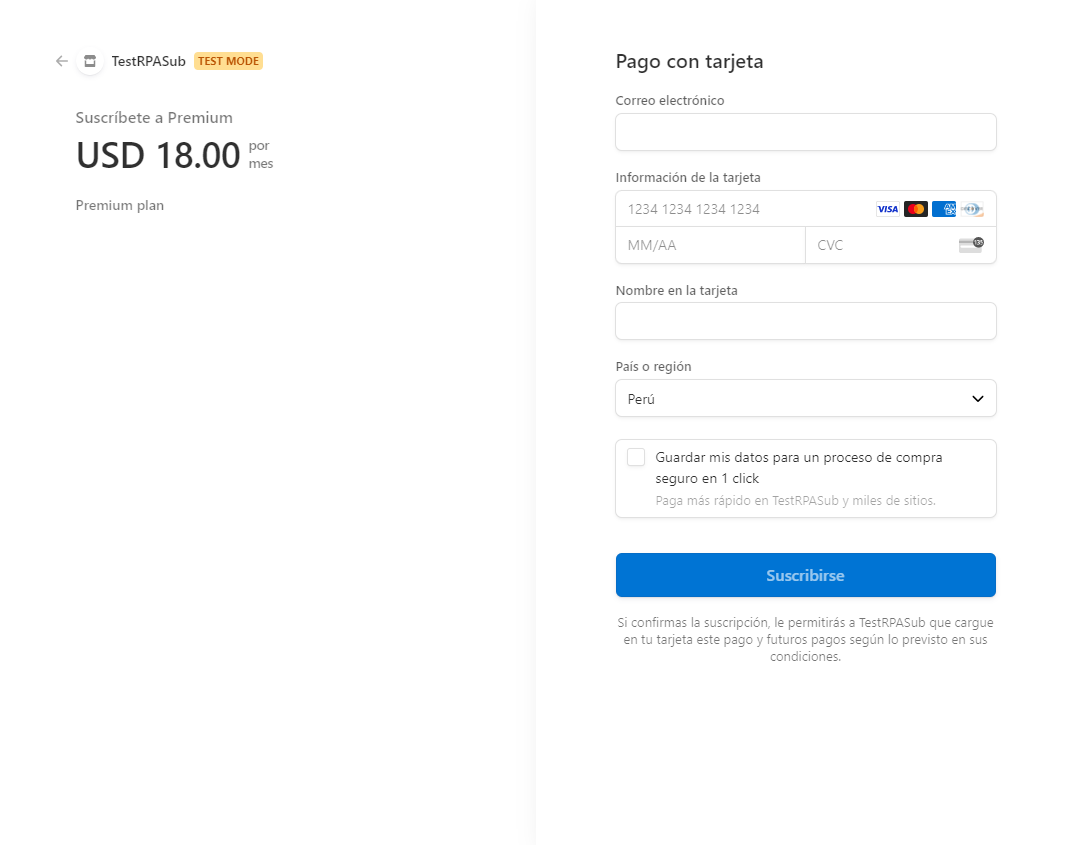 TestRPASub TEST MODE
Suscríbete a Premium
USD 18.00 por
mes
Premium plan
Pago con tarjeta
Correo electrónico
Información de la tarjeta
1234 1234 1234 1234 VISA
MM/AA CVC 135
Nombre en la tarjeta
País o región
Perú
Guardar mis datos para un proceso de compra
seguro en 1 click
Paga más rápido en TestRPASub y miles de sitios.
Suscribirse
Si confirmas la suscripción, le permitirás a TestRPASub que cargue
en tu tarjeta este pago y futuros pagos según lo previsto en sus
condiciones.